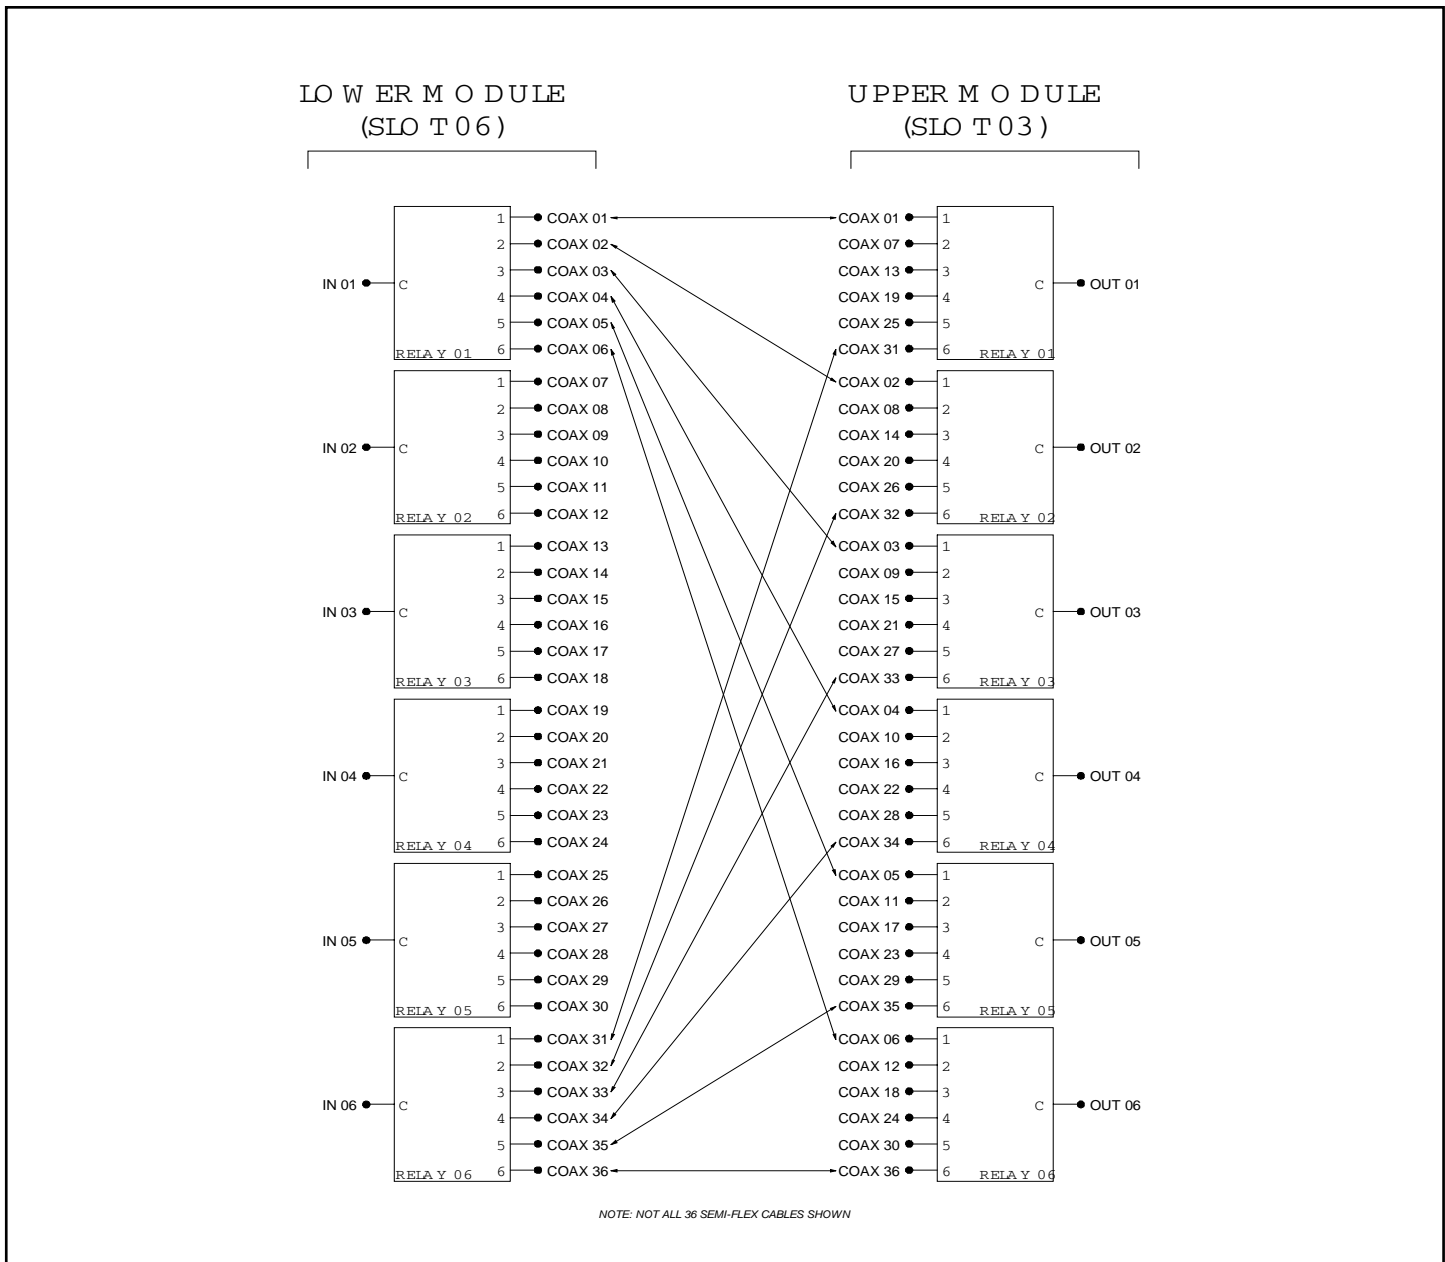 LOWER MODULE
(SLOT 06)
UPPER MODULE
(SLOT 03)
IN 01
C
RELAY 01
1 COAX 01
2 COAX 02
3 COAX 03
4 COAX 04
5 COAX 05
6 COAX 06
IN 02
C
RELAY 02
1 COAX 07
2 COAX 08
3 COAX 09
4 COAX 10
5 COAX 11
6 COAX 12
IN 03
C
RELAY 03
1 COAX 13
2 COAX 14
3 COAX 15
4 COAX 16
5 COAX 17
6 COAX 18
IN 04
C
RELAY 04
1 COAX 19
2 COAX 20
3 COAX 21
4 COAX 22
5 COAX 23
6 COAX 24
IN 05
C
RELAY 05
1 COAX 25
2 COAX 26
3 COAX 27
4 COAX 28
5 COAX 29
6 COAX 30
IN 06
C
RELAY 06
1 COAX 31
2 COAX 32
3 COAX 33
4 COAX 34
5 COAX 35
6 COAX 36
COAX 01 1
COAX 07 2
COAX 13 3
COAX 19 4
COAX 25 5
COAX 31 6
C
RELAY 01
OUT 01
COAX 02 1
COAX 08 2
COAX 14 3
COAX 20 4
COAX 26 5
COAX 32 6
C
RELAY 02
OUT 02
COAX 03 1
COAX 09 2
COAX 15 3
COAX 21 4
COAX 27 5
COAX 33 6
C
RELAY 03
OUT 03
COAX 04 1
COAX 10 2
COAX 16 3
COAX 22 4
COAX 28 5
COAX 34 6
C
RELAY 04
OUT 04
COAX 05 1
COAX 11 2
COAX 17 3
COAX 23 4
COAX 29 5
COAX 35 6
C
RELAY 05
OUT 05
COAX 06 1
COAX 12 2
COAX 18 3
COAX 24 4
COAX 30 5
COAX 36 6
C
RELAY 06
OUT 06
NOTE: NOT ALL 36 SEMI-FLEX CABLES SHOWN